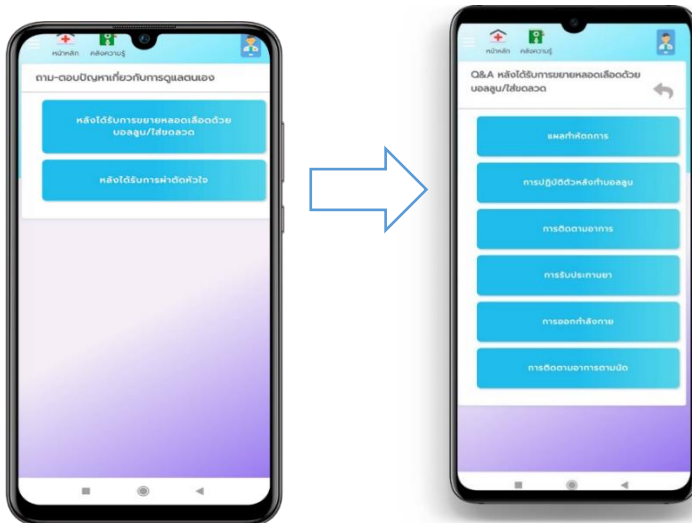 หน้าหลัก
คลังความรู้
ถาม-ตอบปัญหาเกี่ยวกับการดูแลตนเอง
หลังได้รับการขยายหลอดเลือดด้วย
บอลลูน/ใส่ขดลวด
หลังได้รับการผ่าตัดหัวใจ
หน้าหลัก
คลังความรู้
Q&A หลังได้รับการขยายหลอดเลือดด้วย
บอลลูน/ใส่ขดลวด
แผลทำหัตถการ
การปฏิบัติตัวหลังทำบอลลูน
การติดตามอาการ
การรับประทานยา
การออกกำลังกาย
การติดตามอาการตามนัด